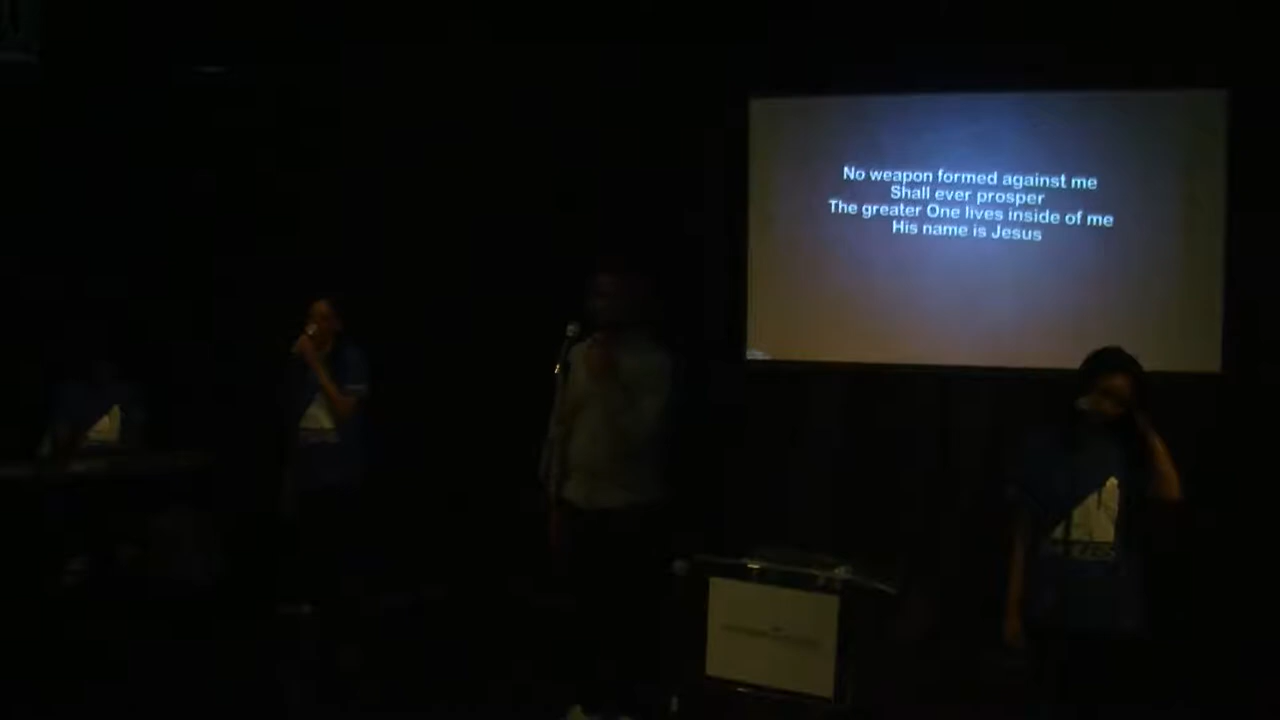 No weapon formed against me
Shall ever prosper
The greater One lives inside of me
His name is Jesus